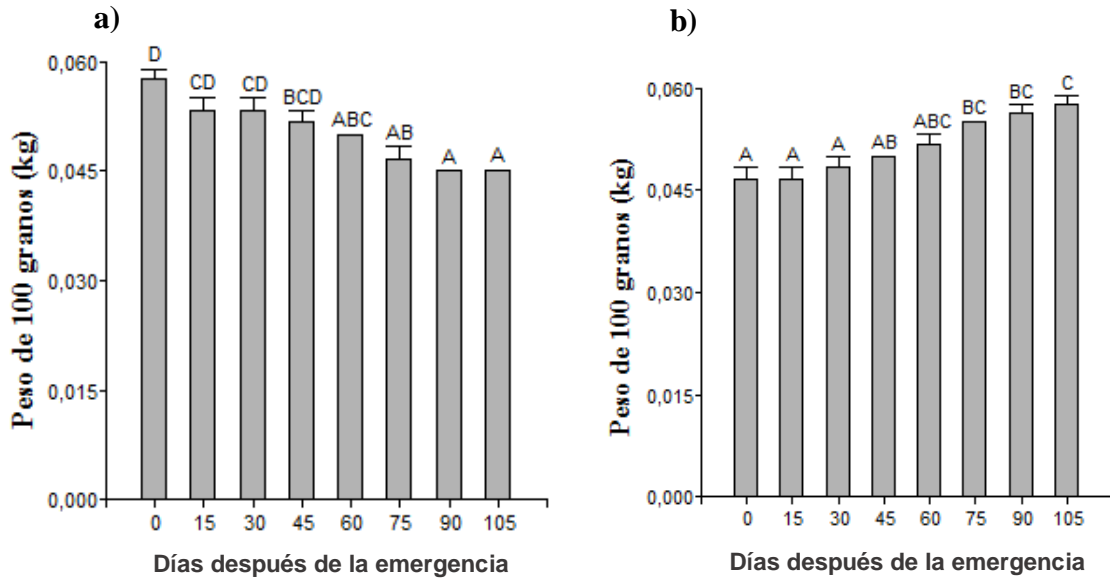 a)
Peso de 100 granos (kg)
0,060
0,045
0,030
0,015
0,000
D
CD
CD
BCD
ABC
AB
A
A
0 15 30 45 60 75 90 105
Días después de la emergencia
b)
Peso de 100 granos (kg)
0,060
0,045
0,030
0,015
0,000
A
A
A
AB
ABC
BC
BC
C
0 15 30 45 60 75 90 105
Días después de la emergencia